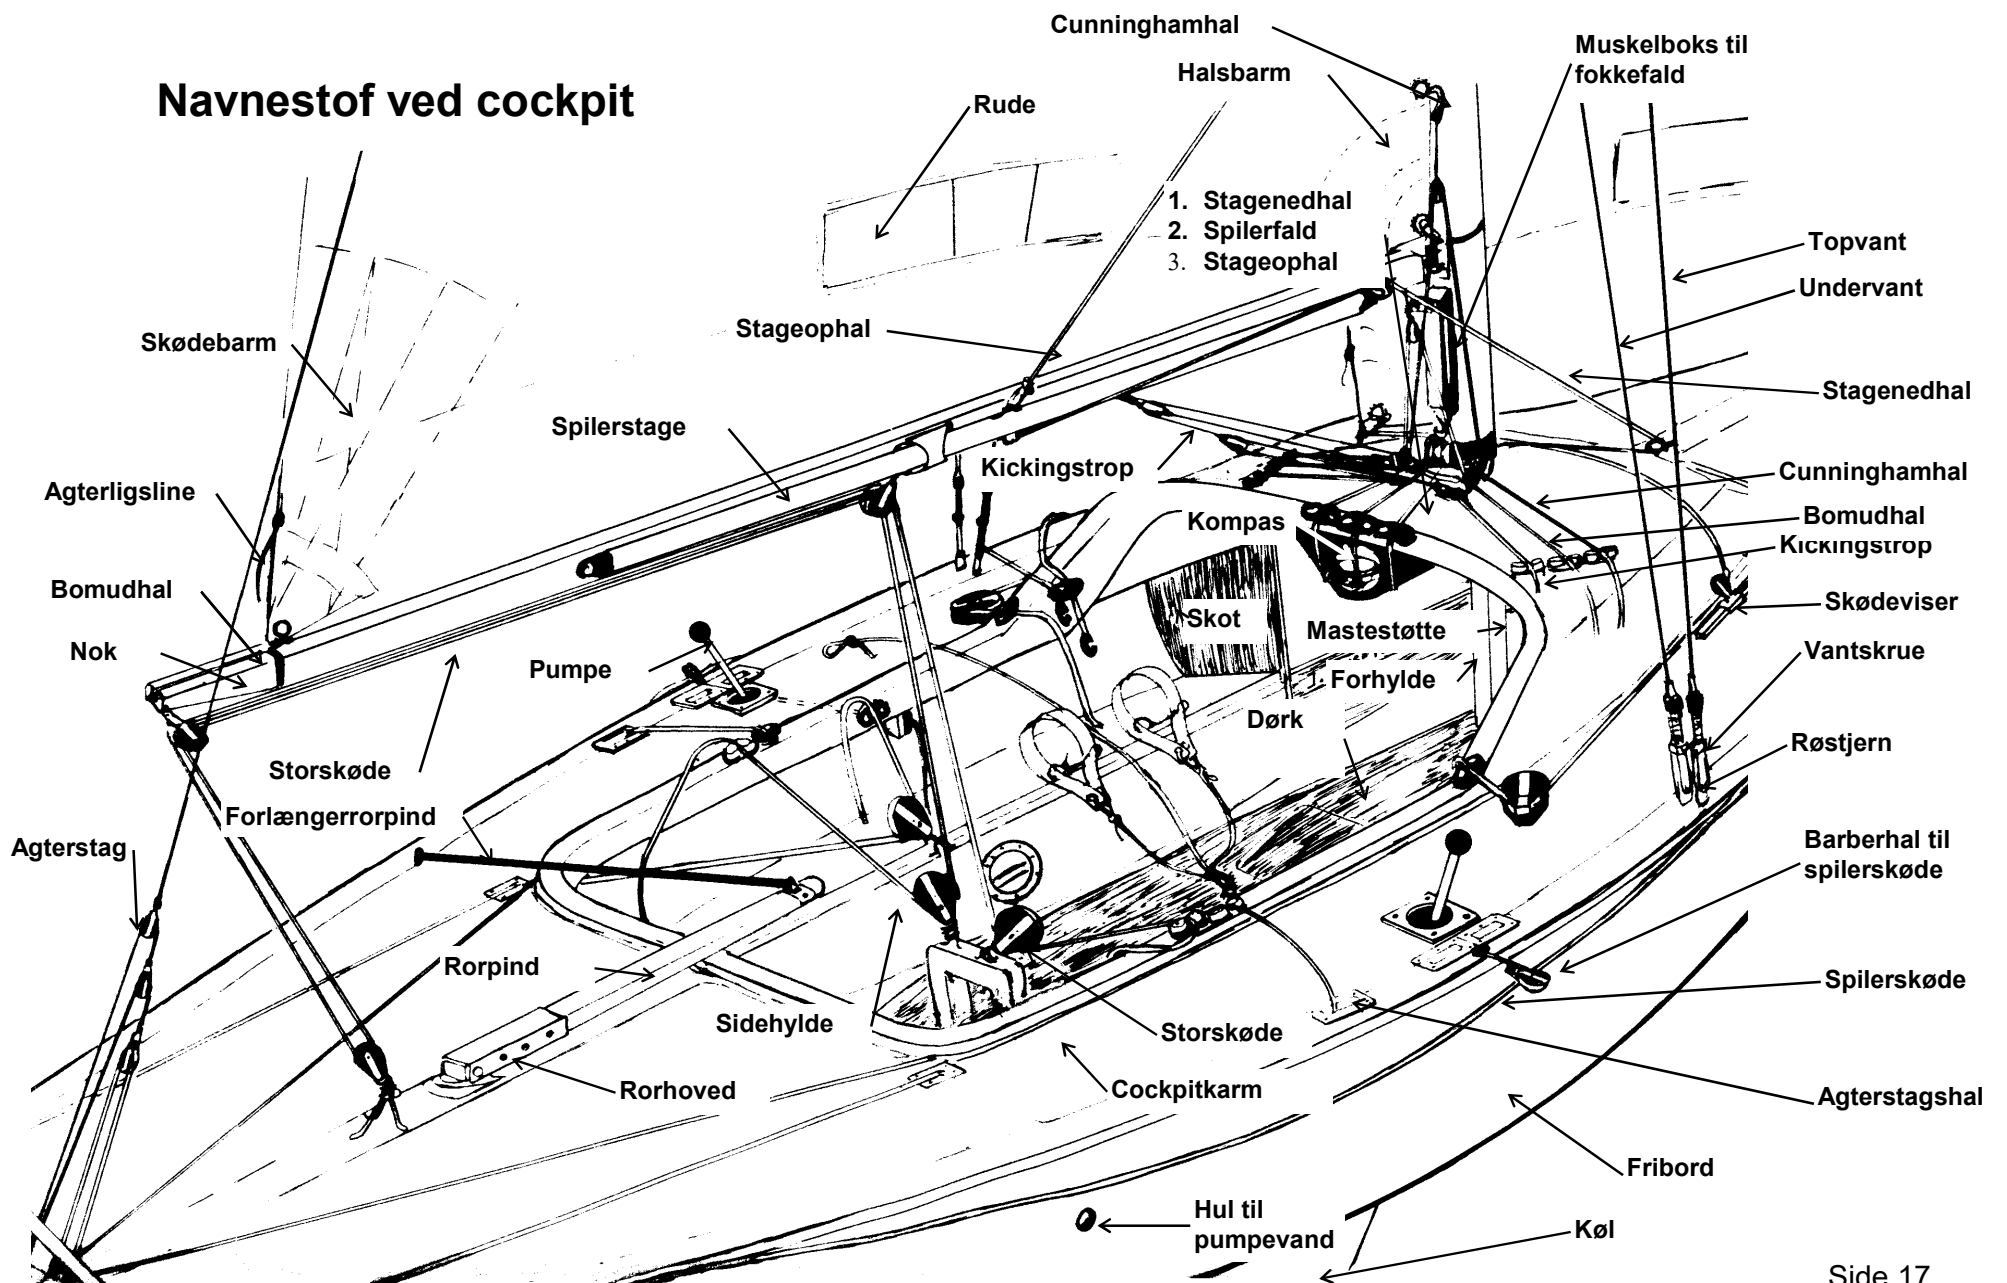 Cunninghamhal
Muskelboks til
fokkefald
Halsbarm
Navnestof ved cockpit
Rude
1. Stagenedhal
2. Spilerfald
3. Stageophal
Topvant
Undervant
Stageophal
Skødebarm
Stagenedhal
Spilerstage
Kickingstrop
Cunninghamhal
Agterligsline
Kompas
Bomudhal
Kickingstrop
Bomudhal
Skødeviser
Skot
Mastestøtte
Nok
Pumpe
Vantskrue
Forhylde
Dørk
Røstjern
Storskøde
Forlængerrorpind
Agterstag
Barberhal til
spilerskøde
Rorpind
Spilerskøde
Sidehylde
Storskøde
Rorhoved
Cockpitkarm
Agterstagshal
Fribord
Hul til
pumpevand
Køl
Side 17